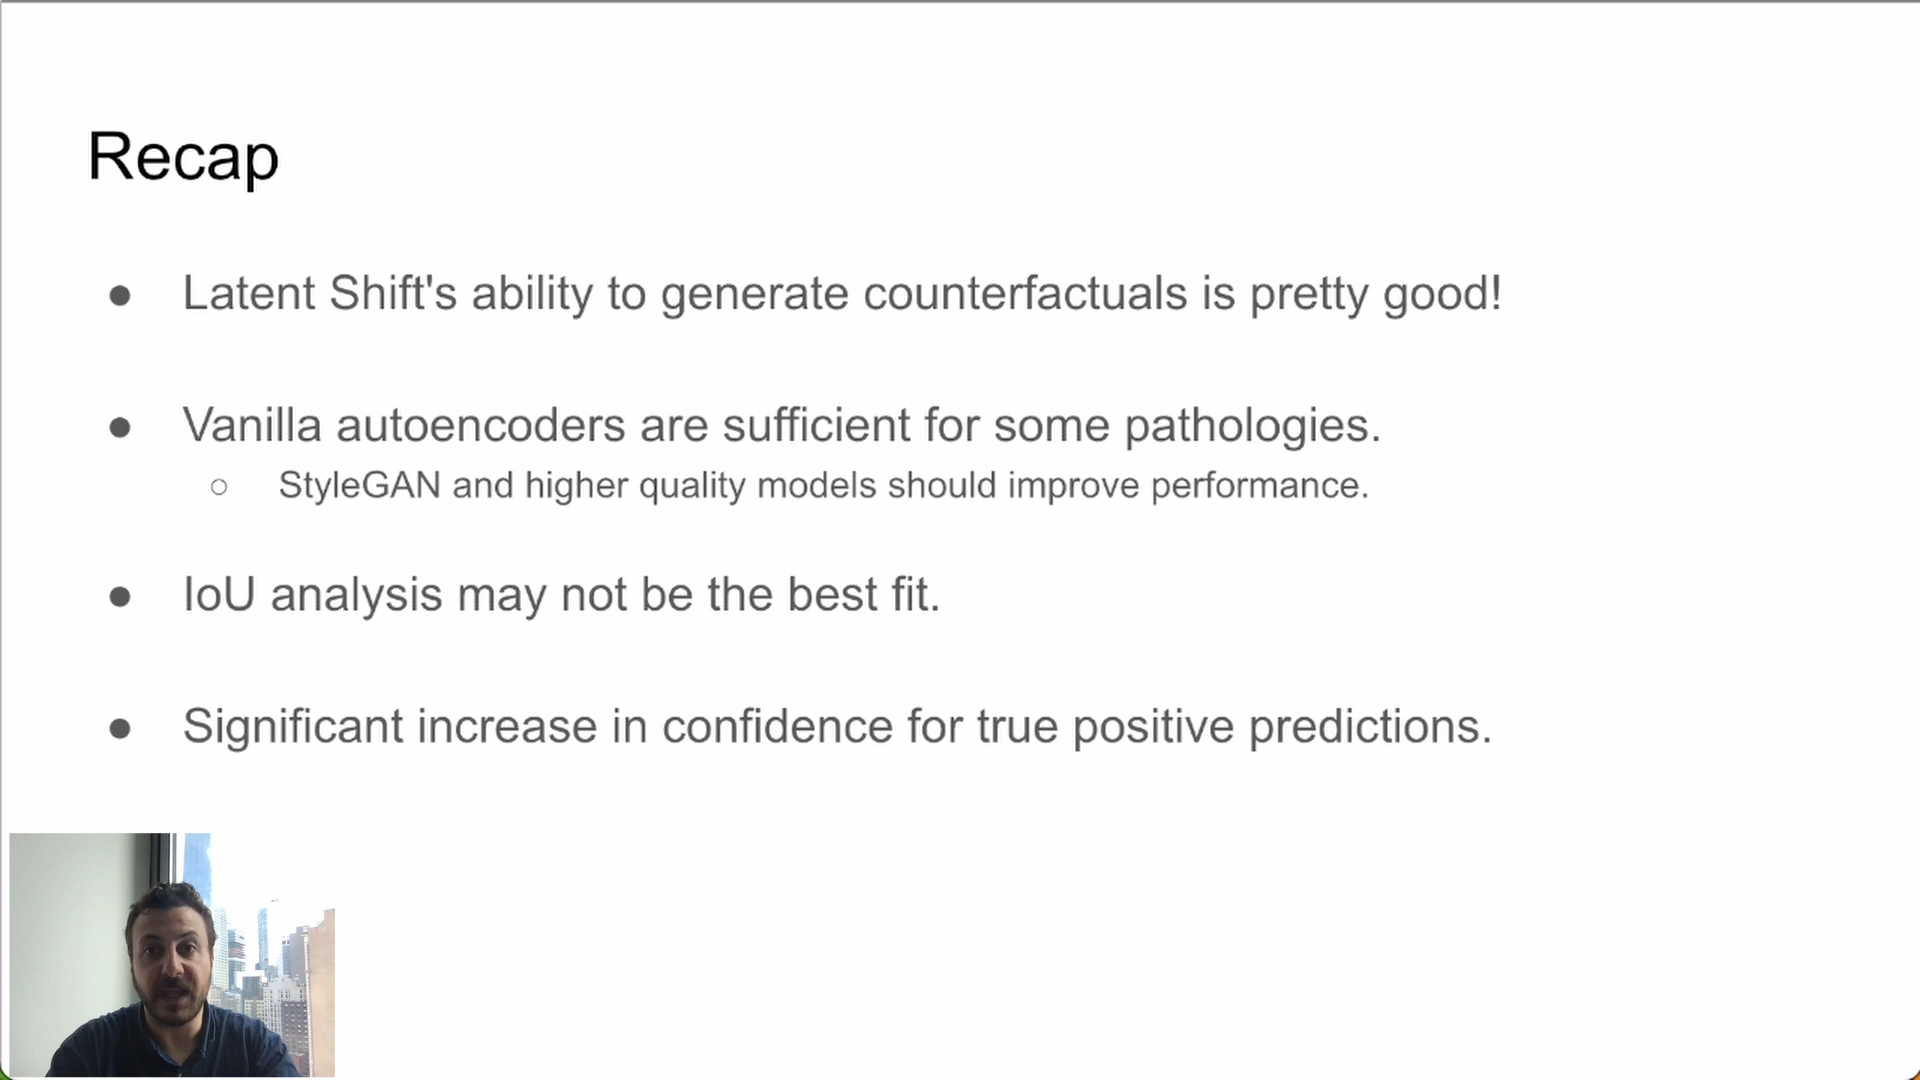 Recap
● Latent Shift's ability to generate counterfactuals is pretty good!
● Vanilla autoencoders are sufficient for some pathologies.
○ StyleGAN and higher quality models should improve performance.
● IoU analysis may not be the best fit.
● Significant increase in confidence for true positive predictions.